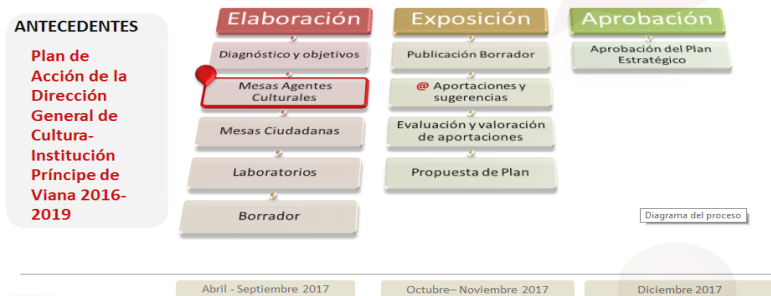 ANTECEDENTES
Plan de
Acción de la
Dirección
General de
Cultura-
Institución
Príncipe de
Viana 2016-
2019
Elaboración
Diagnóstico y objetivos
Mesas Agentes
Culturales
Mesas Ciudadanas
Laboratorios
Borrador
Exposición
Publicación Borrador
@ Aportaciones y
sugerencias
Evaluación y valoración
de aportaciones
Propuesta de Plan
Aprobación
Aprobación del Plan
Estratégico
Diagrama del proceso
Abril - Septiembre 2017
Octubre– Noviembre 2017
Diciembre 2017